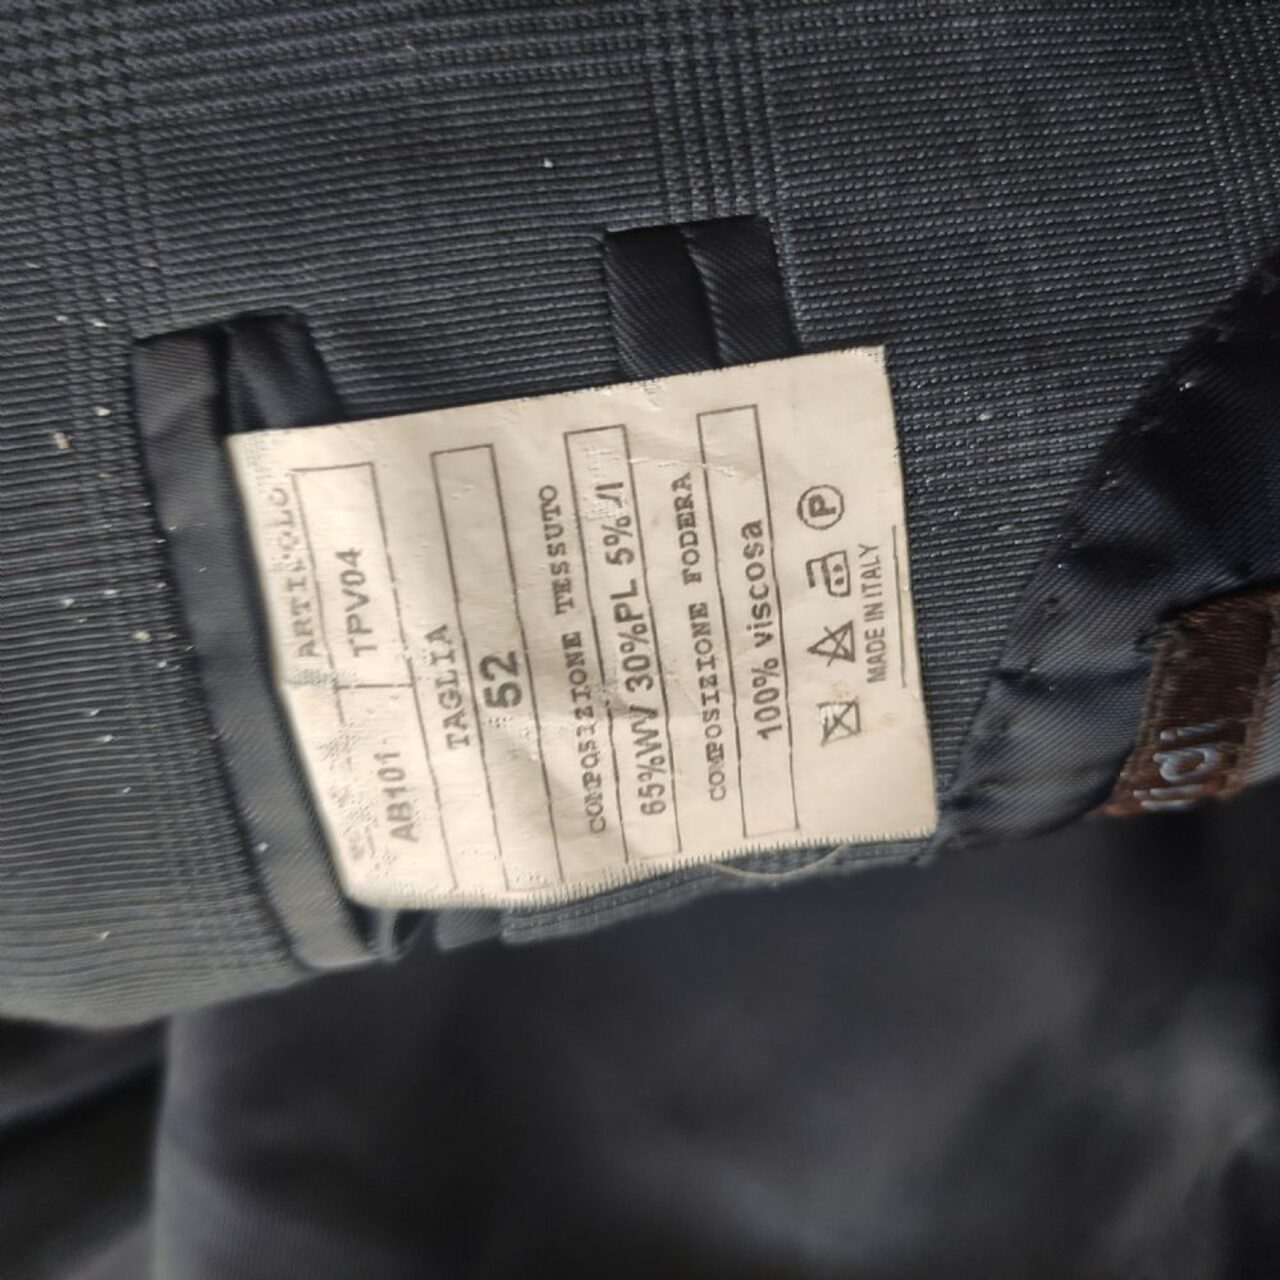 ARTICOLO
AB101 TPV04
TAGLIA
52
COMPOSIZIONE TESSUTO
65%WV 30%PL 5%
COMPOSIZIONE FODERA
100% viscosa
P
MADE IN ITALY